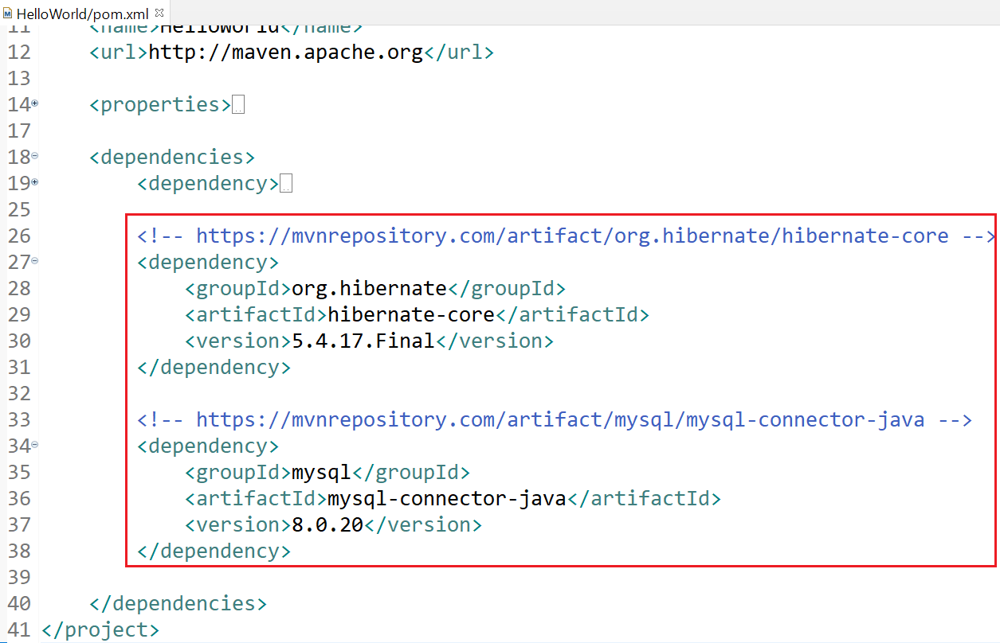 HelloWorld/pom.xml
11 <name>HelloWorld</name>
12 <url>http://maven.apache.org</url>
13
14 <properties>
17
18 <dependencies>
19 <dependency>
25
26 <!-- https://mvnrepository.com/artifact/org.hibernate/hibernate-core -->
27 <dependency>
28 <groupId>org.hibernate</groupId>
29 <artifactId>hibernate-core</artifactId>
30 <version>5.4.17.Final</version>
31 </dependency>
32
33 <!-- https://mvnrepository.com/artifact/mysql/mysql-connector-java -->
34 <dependency>
35 <groupId>mysql</groupId>
36 <artifactId>mysql-connector-java</artifactId>
37 <version>8.0.20</version>
38 </dependency>
39
40 </dependencies>
41 </project>